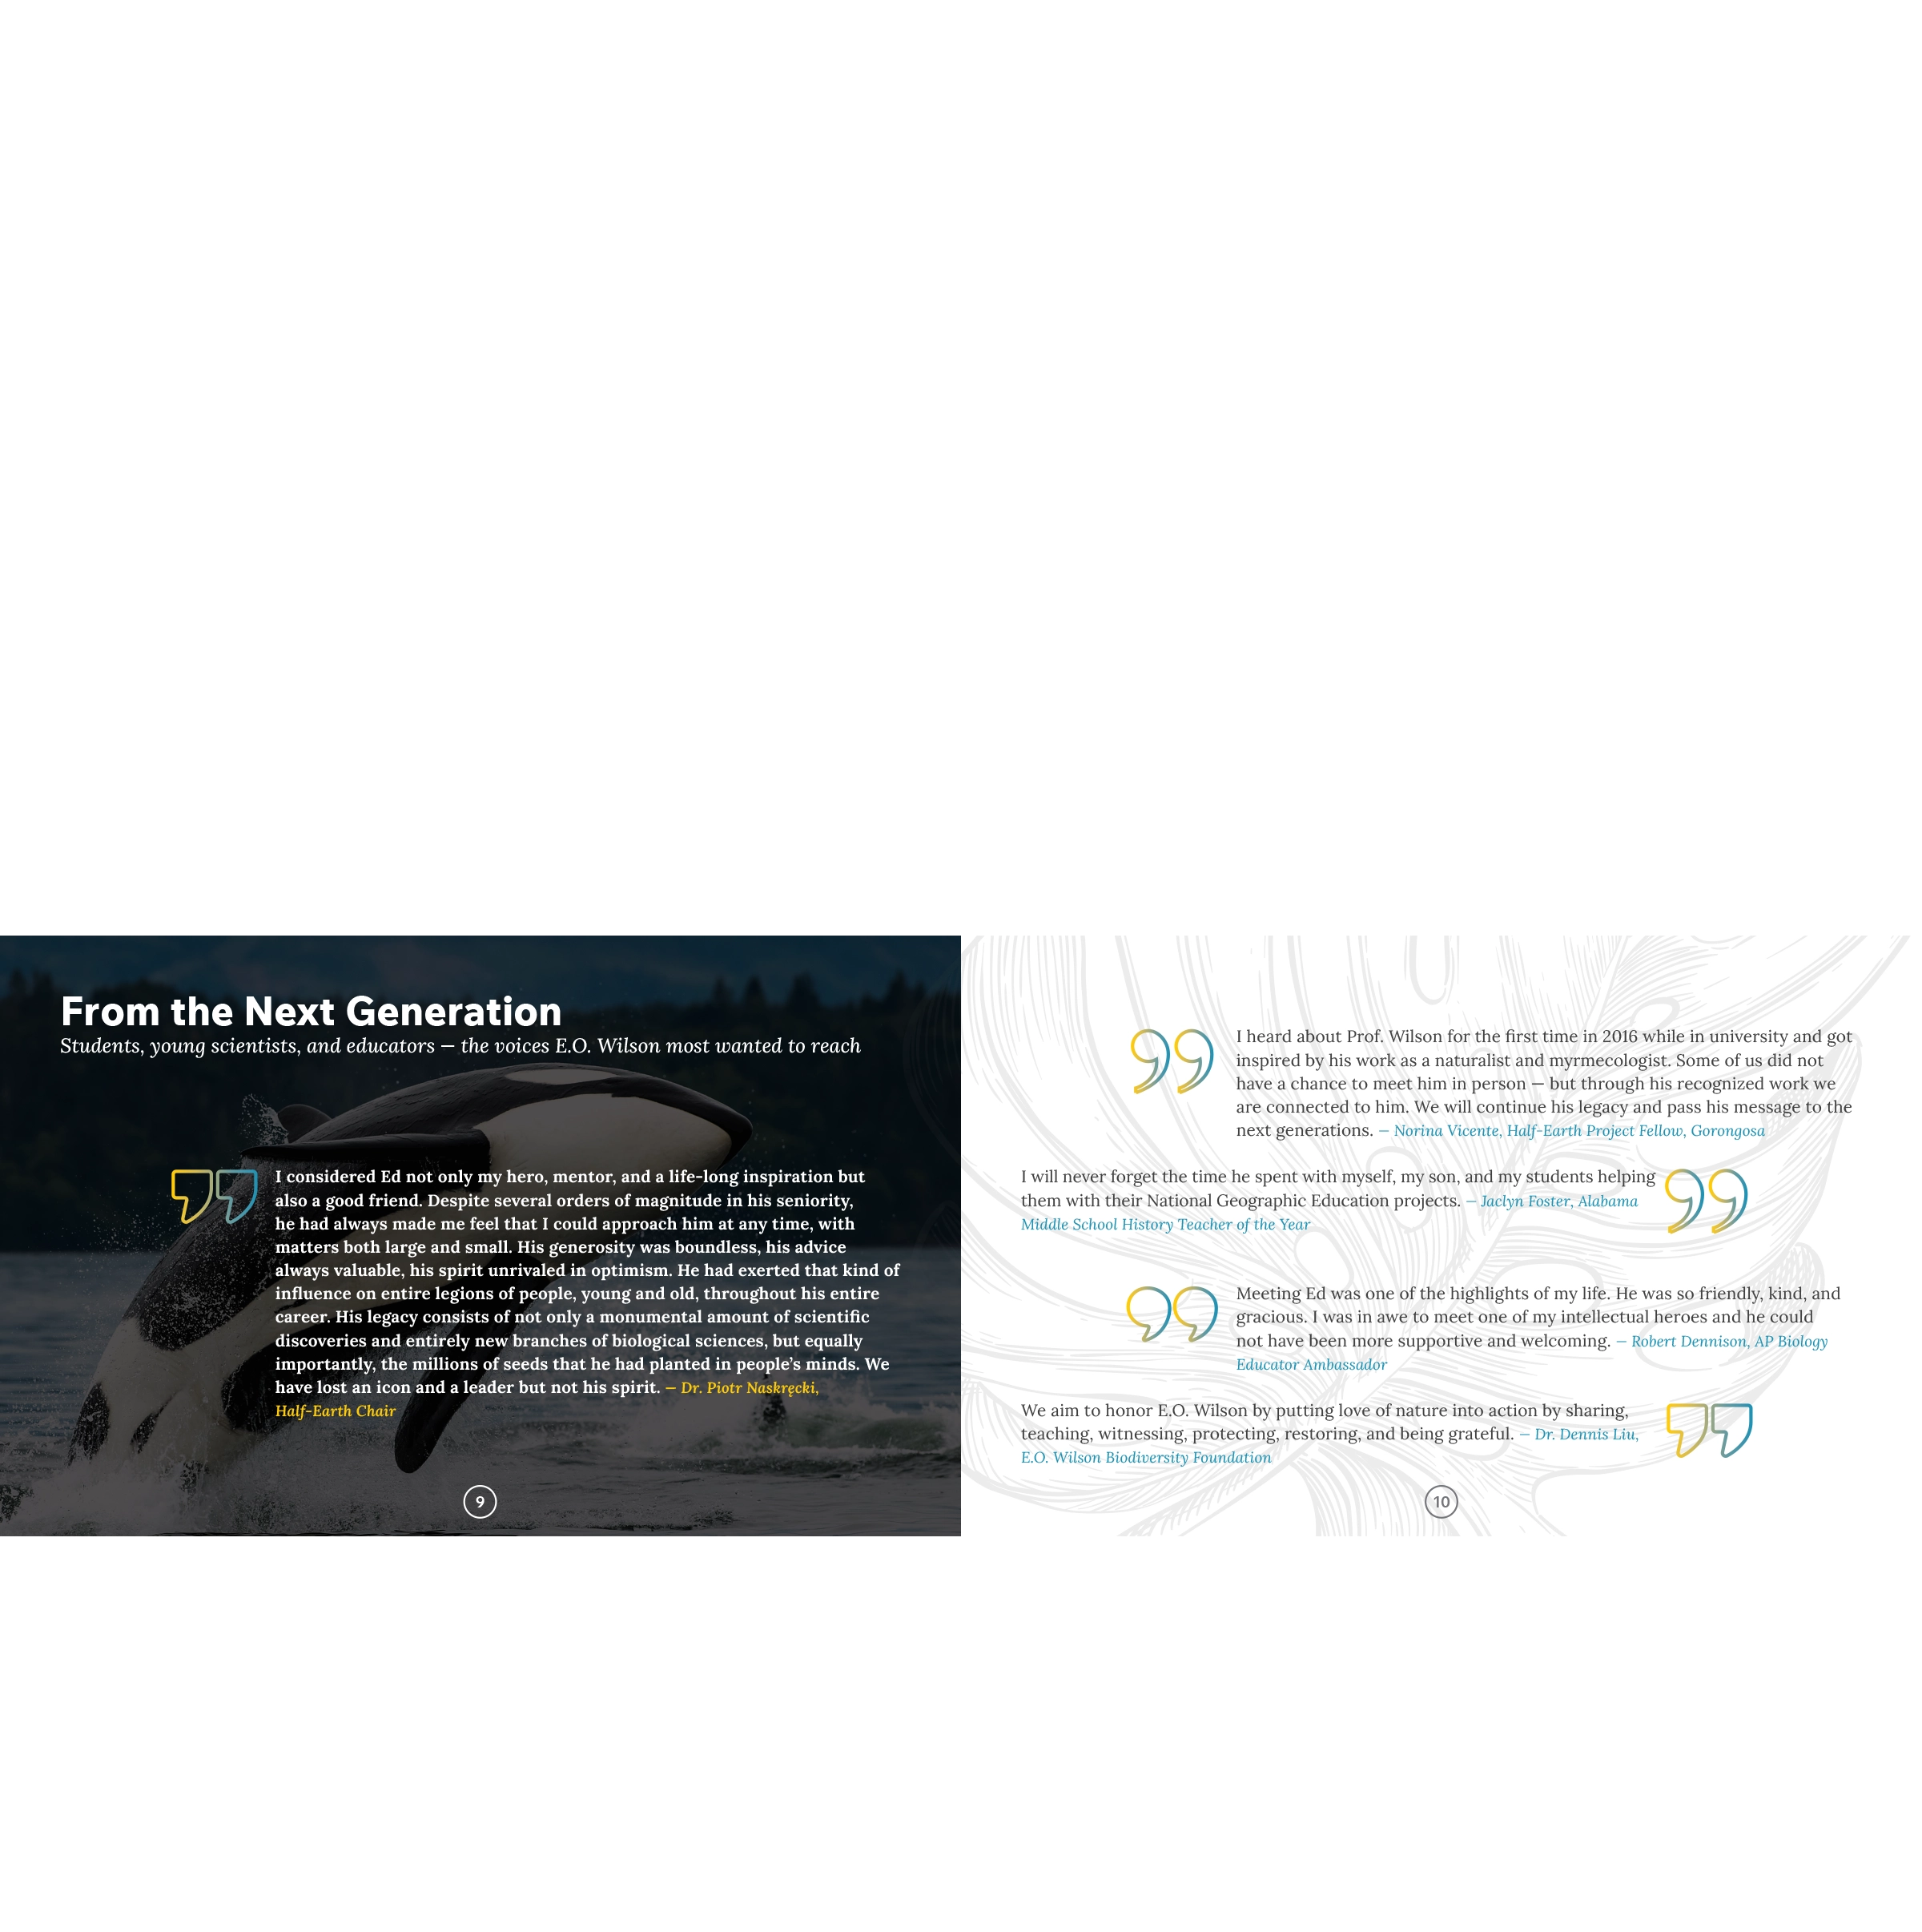 From the Next Generation
Students, young scientists, and educators — the voices E.O. Wilson most wanted to reach
I considered Ed not only my hero, mentor, and a life-long inspiration but
also a good friend. Despite several orders of magnitude in his seniority,
he had always made me feel that I could approach him at any time, with
matters both large and small. His generosity was boundless, his advice
always valuable, his spirit unrivaled in optimism. He had exerted that kind of
influence on entire legions of people, young and old, throughout his entire
career. His legacy consists of not only a monumental amount of scientific
discoveries and entirely new branches of biological sciences, but equally
importantly, the millions of seeds that he had planted in people’s minds. We
have lost an icon and a leader but not his spirit. — Dr. Piotr Naskręcki,
Half-Earth Chair
9
I heard about Prof. Wilson for the first time in 2016 while in university and got
inspired by his work as a naturalist and myrmecologist. Some of us did not
have a chance to meet him in person — but through his recognized work we
are connected to him. We will continue his legacy and pass his message to the
next generations. — Norina Vicente, Half-Earth Project Fellow, Gorongosa
I will never forget the time he spent with myself, my son, and my students helping
them with their National Geographic Education projects. — Jaclyn Foster, Alabama
Middle School History Teacher of the Year
Meeting Ed was one of the highlights of my life. He was so friendly, kind, and
gracious. I was in awe to meet one of my intellectual heroes and he could
not have been more supportive and welcoming. — Robert Dennison, AP Biology
Educator Ambassador
We aim to honor E.O. Wilson by putting love of nature into action by sharing,
teaching, witnessing, protecting, restoring, and being grateful. — Dr. Dennis Liu,
E.O. Wilson Biodiversity Foundation
10